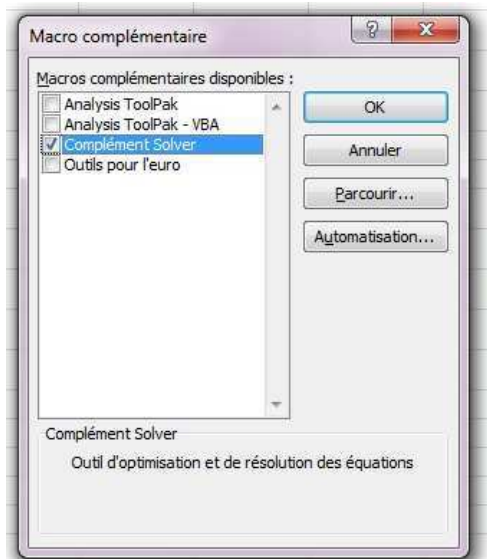 Macro complémentaire
Macros complémentaires disponibles :
Analysis ToolPak
Analysis ToolPak - VBA
Complément Solver
Outils pour l'euro
OK
Annuler
Parcourir...
Automatisation...
Complément Solver
Outil d'optimisation et de résolution des équations